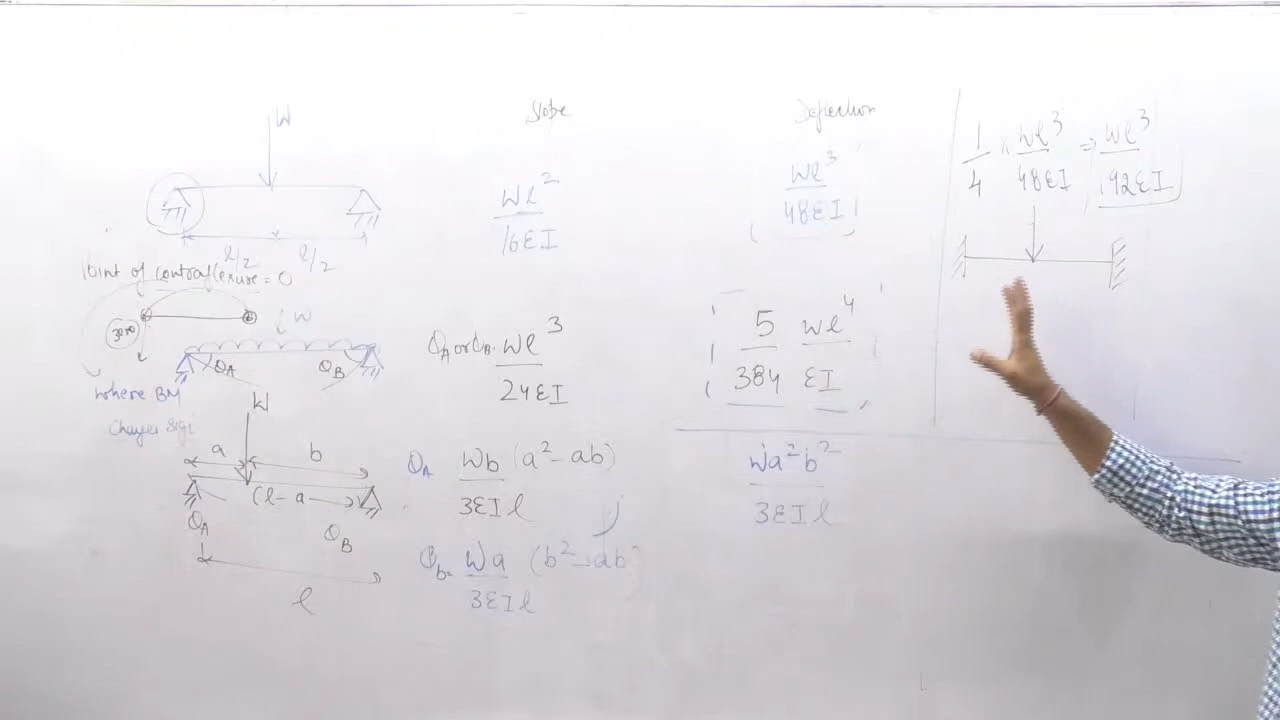 Slope
Deflection
W
Wl²
16EI
Wl³
48EI
1/4 × Wl³/48EI ⇒ Wl³/192EI
l/2 l/2
Point of contraflexure = 0
zero
W
θA θB
where BM
changes sign
θA or θB. Wl³
24EI
5 wl⁴
384 EI
W
a b
(l - a
θA θB
l
θA Wb (a² - ab)
3EIl
θb= Wa (b² - ab
3EIl
Wa²b²
3EIl